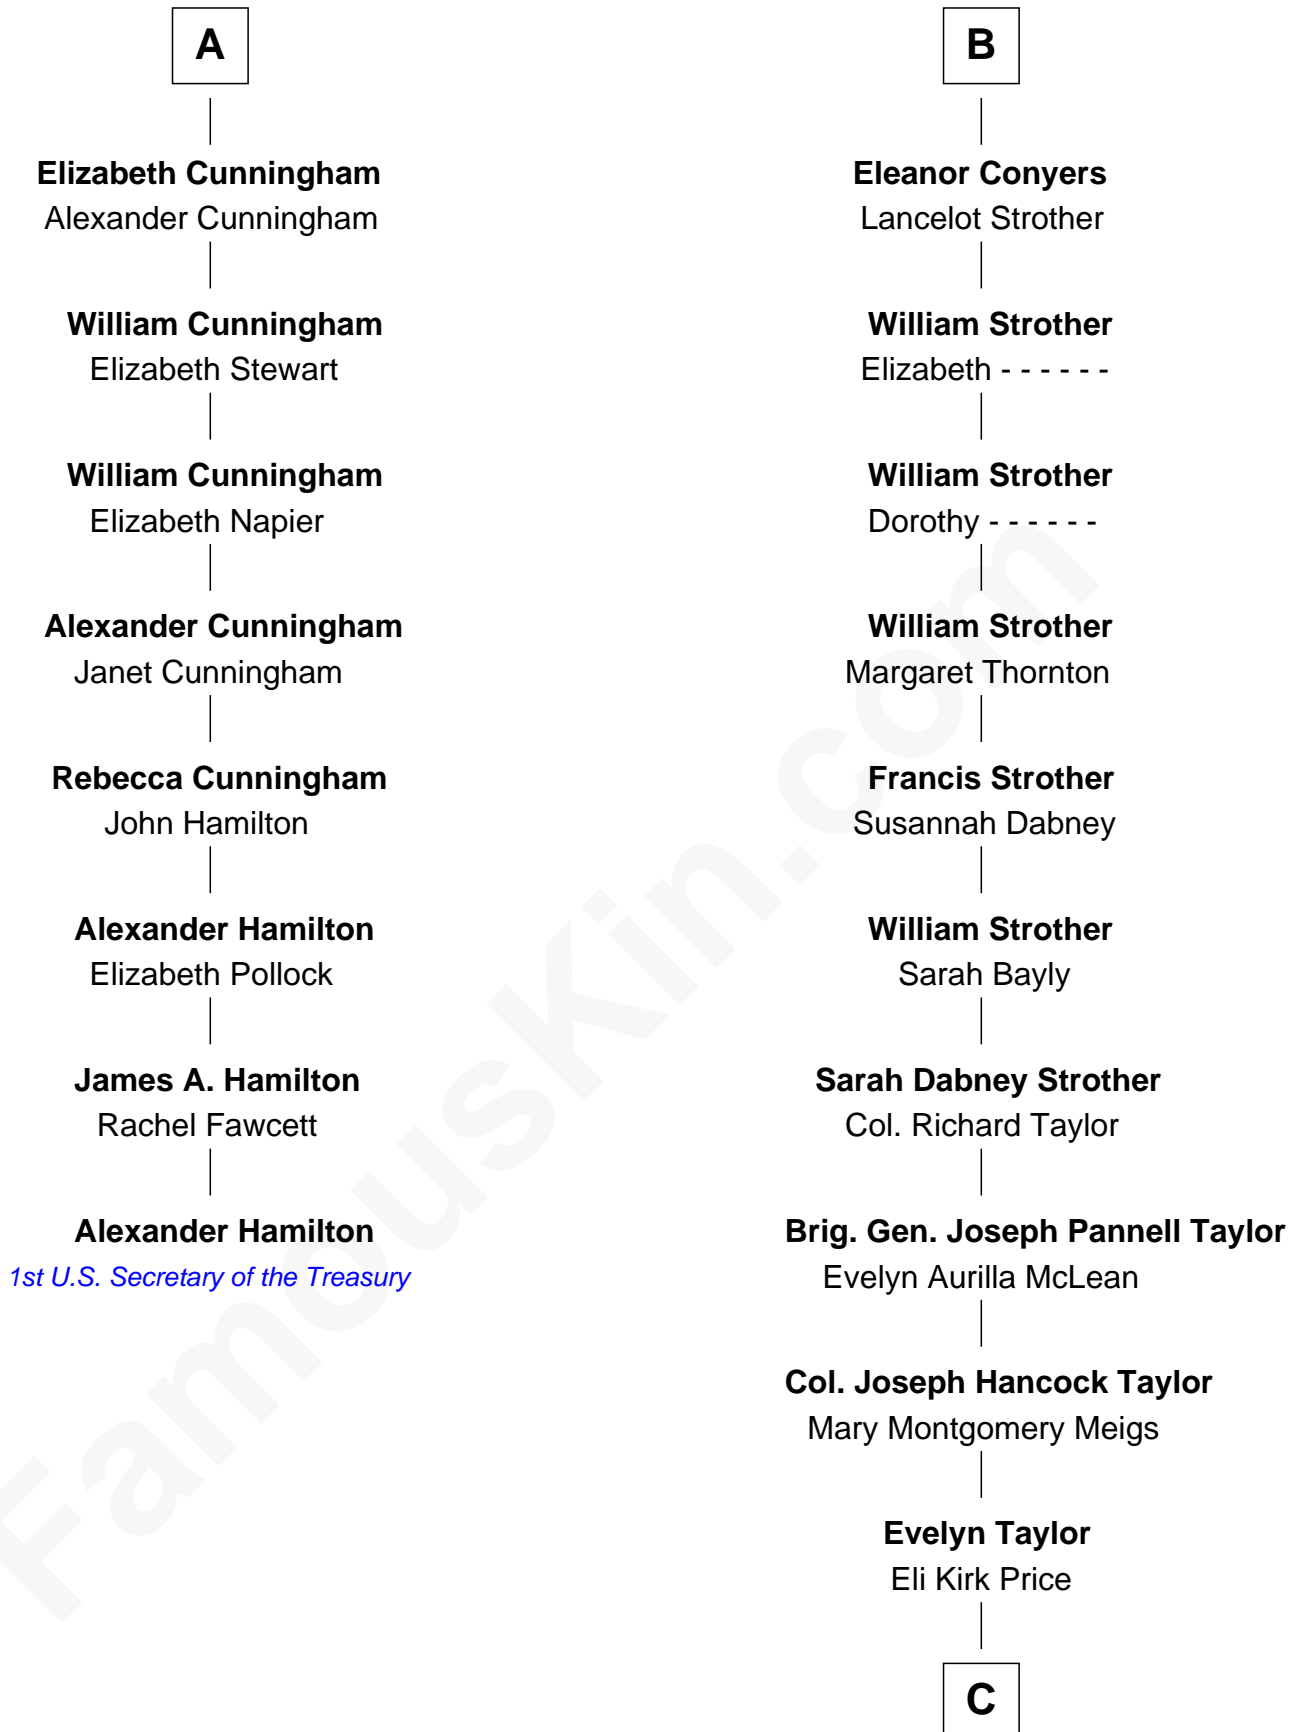 A
Elizabeth Cunningham
Alexander Cunningham
William Cunningham
Elizabeth Stewart
William Cunningham
Elizabeth Napier
Alexander Cunningham
Janet Cunningham
Rebecca Cunningham
John Hamilton
Alexander Hamilton
Elizabeth Pollock
James A. Hamilton
Rachel Fawcett
Alexander Hamilton
1st U.S. Secretary of the Treasury
B
Eleanor Conyers
Lancelot Strother
William Strother
Elizabeth - - - - - -
William Strother
Dorothy - - - - - -
William Strother
Margaret Thornton
Francis Strother
Susannah Dabney
William Strother
Sarah Bayly
Sarah Dabney Strother
Col. Richard Taylor
Brig. Gen. Joseph Pannell Taylor
Evelyn Aurilla McLean
Col. Joseph Hancock Taylor
Mary Montgomery Meigs
Evelyn Taylor
Eli Kirk Price
C
FamousKin.com